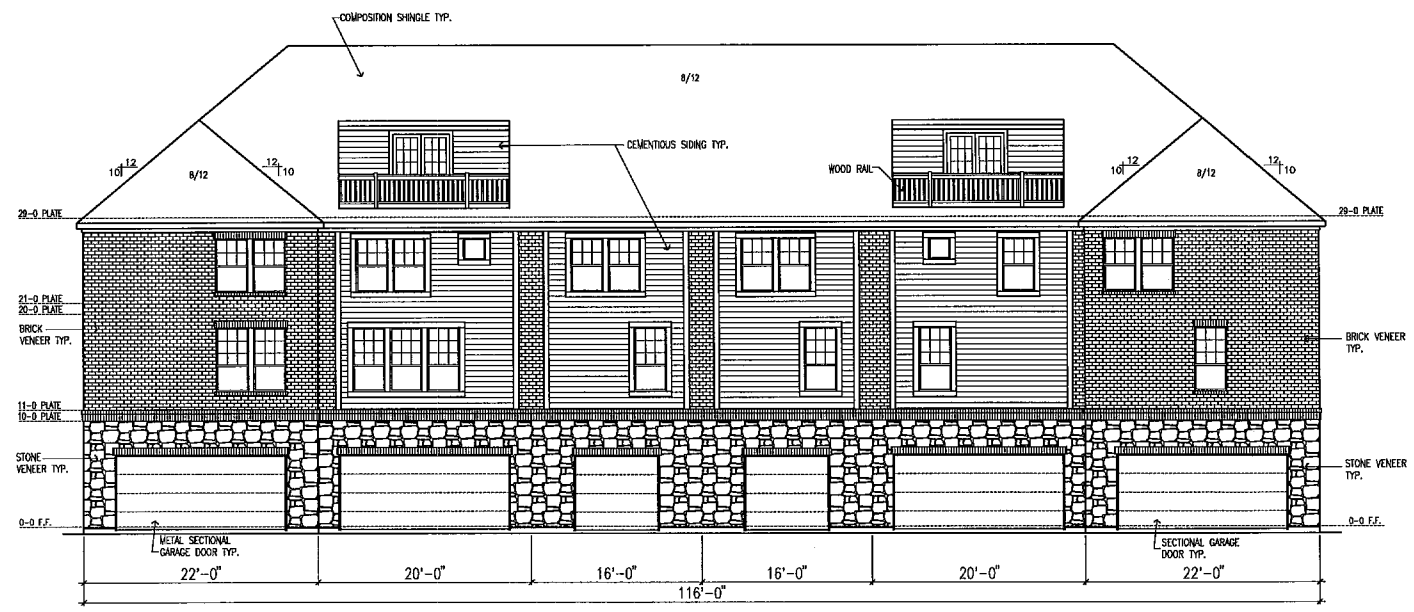 COMPOSITION SHINGLE TYP.
8/12
CEMENTIOUS SIDING TYP.
WOOD RAIL
12
10
12
10
8/12
12
10
12
10
8/12
29-0 PLATE
29-0 PLATE
21-0 PLATE
20-0 PLATE
BRICK
VENEER TYP.
BRICK VENEER
TYP.
11-0 PLATE
10-0 PLATE
STONE
VENEER TYP.
STONE VENEER
TYP.
0-0 F.F.
0-0 F.F.
METAL SECTIONAL
GARAGE DOOR TYP.
SECTIONAL GARAGE
DOOR TYP.
22'-0"
20'-0"
16'-0"
16'-0"
20'-0"
22'-0"
116'-0"